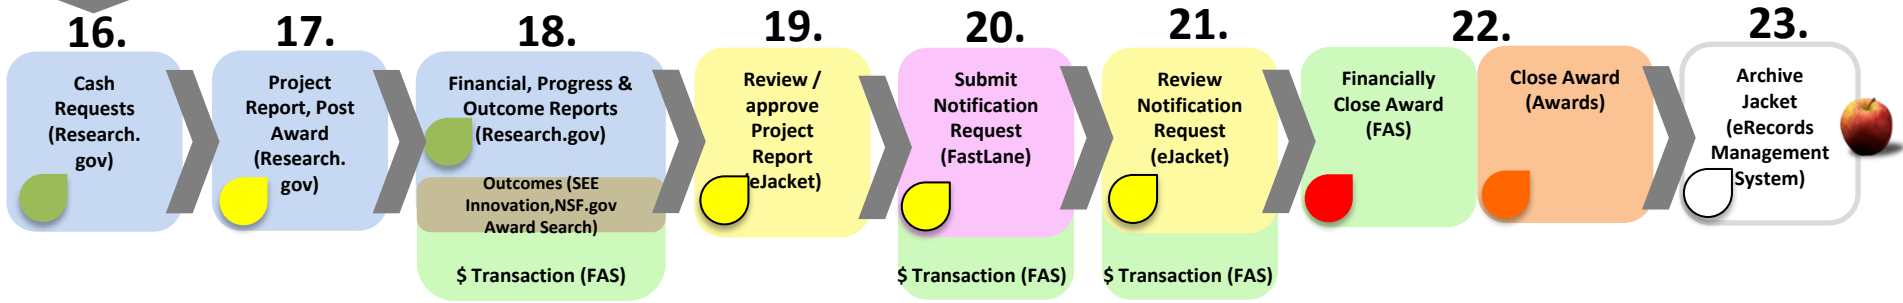 16.
Cash
Requests
(Research.
gov)
17.
Project
Report, Post
Award
(Research.
gov)
18.
Financial, Progress &
Outcome Reports
(Research.gov)
Outcomes (SEE
Innovation,NSF.gov
Award Search)
$ Transaction (FAS)
19.
Review /
approve
Project
Report
(eJacket)
20.
Submit
Notification
Request
(FastLane)
$ Transaction (FAS)
21.
Review
Notification
Request
(eJacket)
$ Transaction (FAS)
22.
Financially
Close Award
(FAS)
Close Award
(Awards)
23.
Archive
Jacket
(eRecords
Management
System)